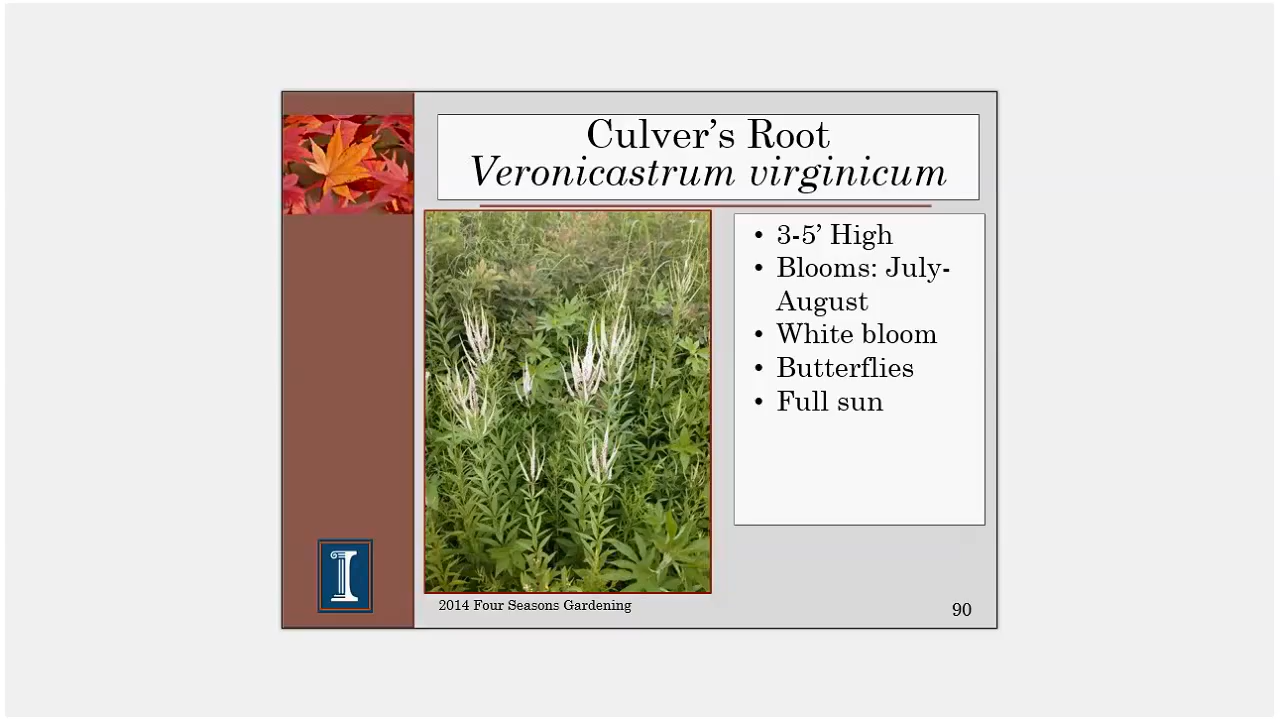 Culver’s Root
Veronicastrum virginicum
• 3-5’ High
• Blooms: July-
August
• White bloom
• Butterflies
• Full sun
I
2014 Four Seasons Gardening
90